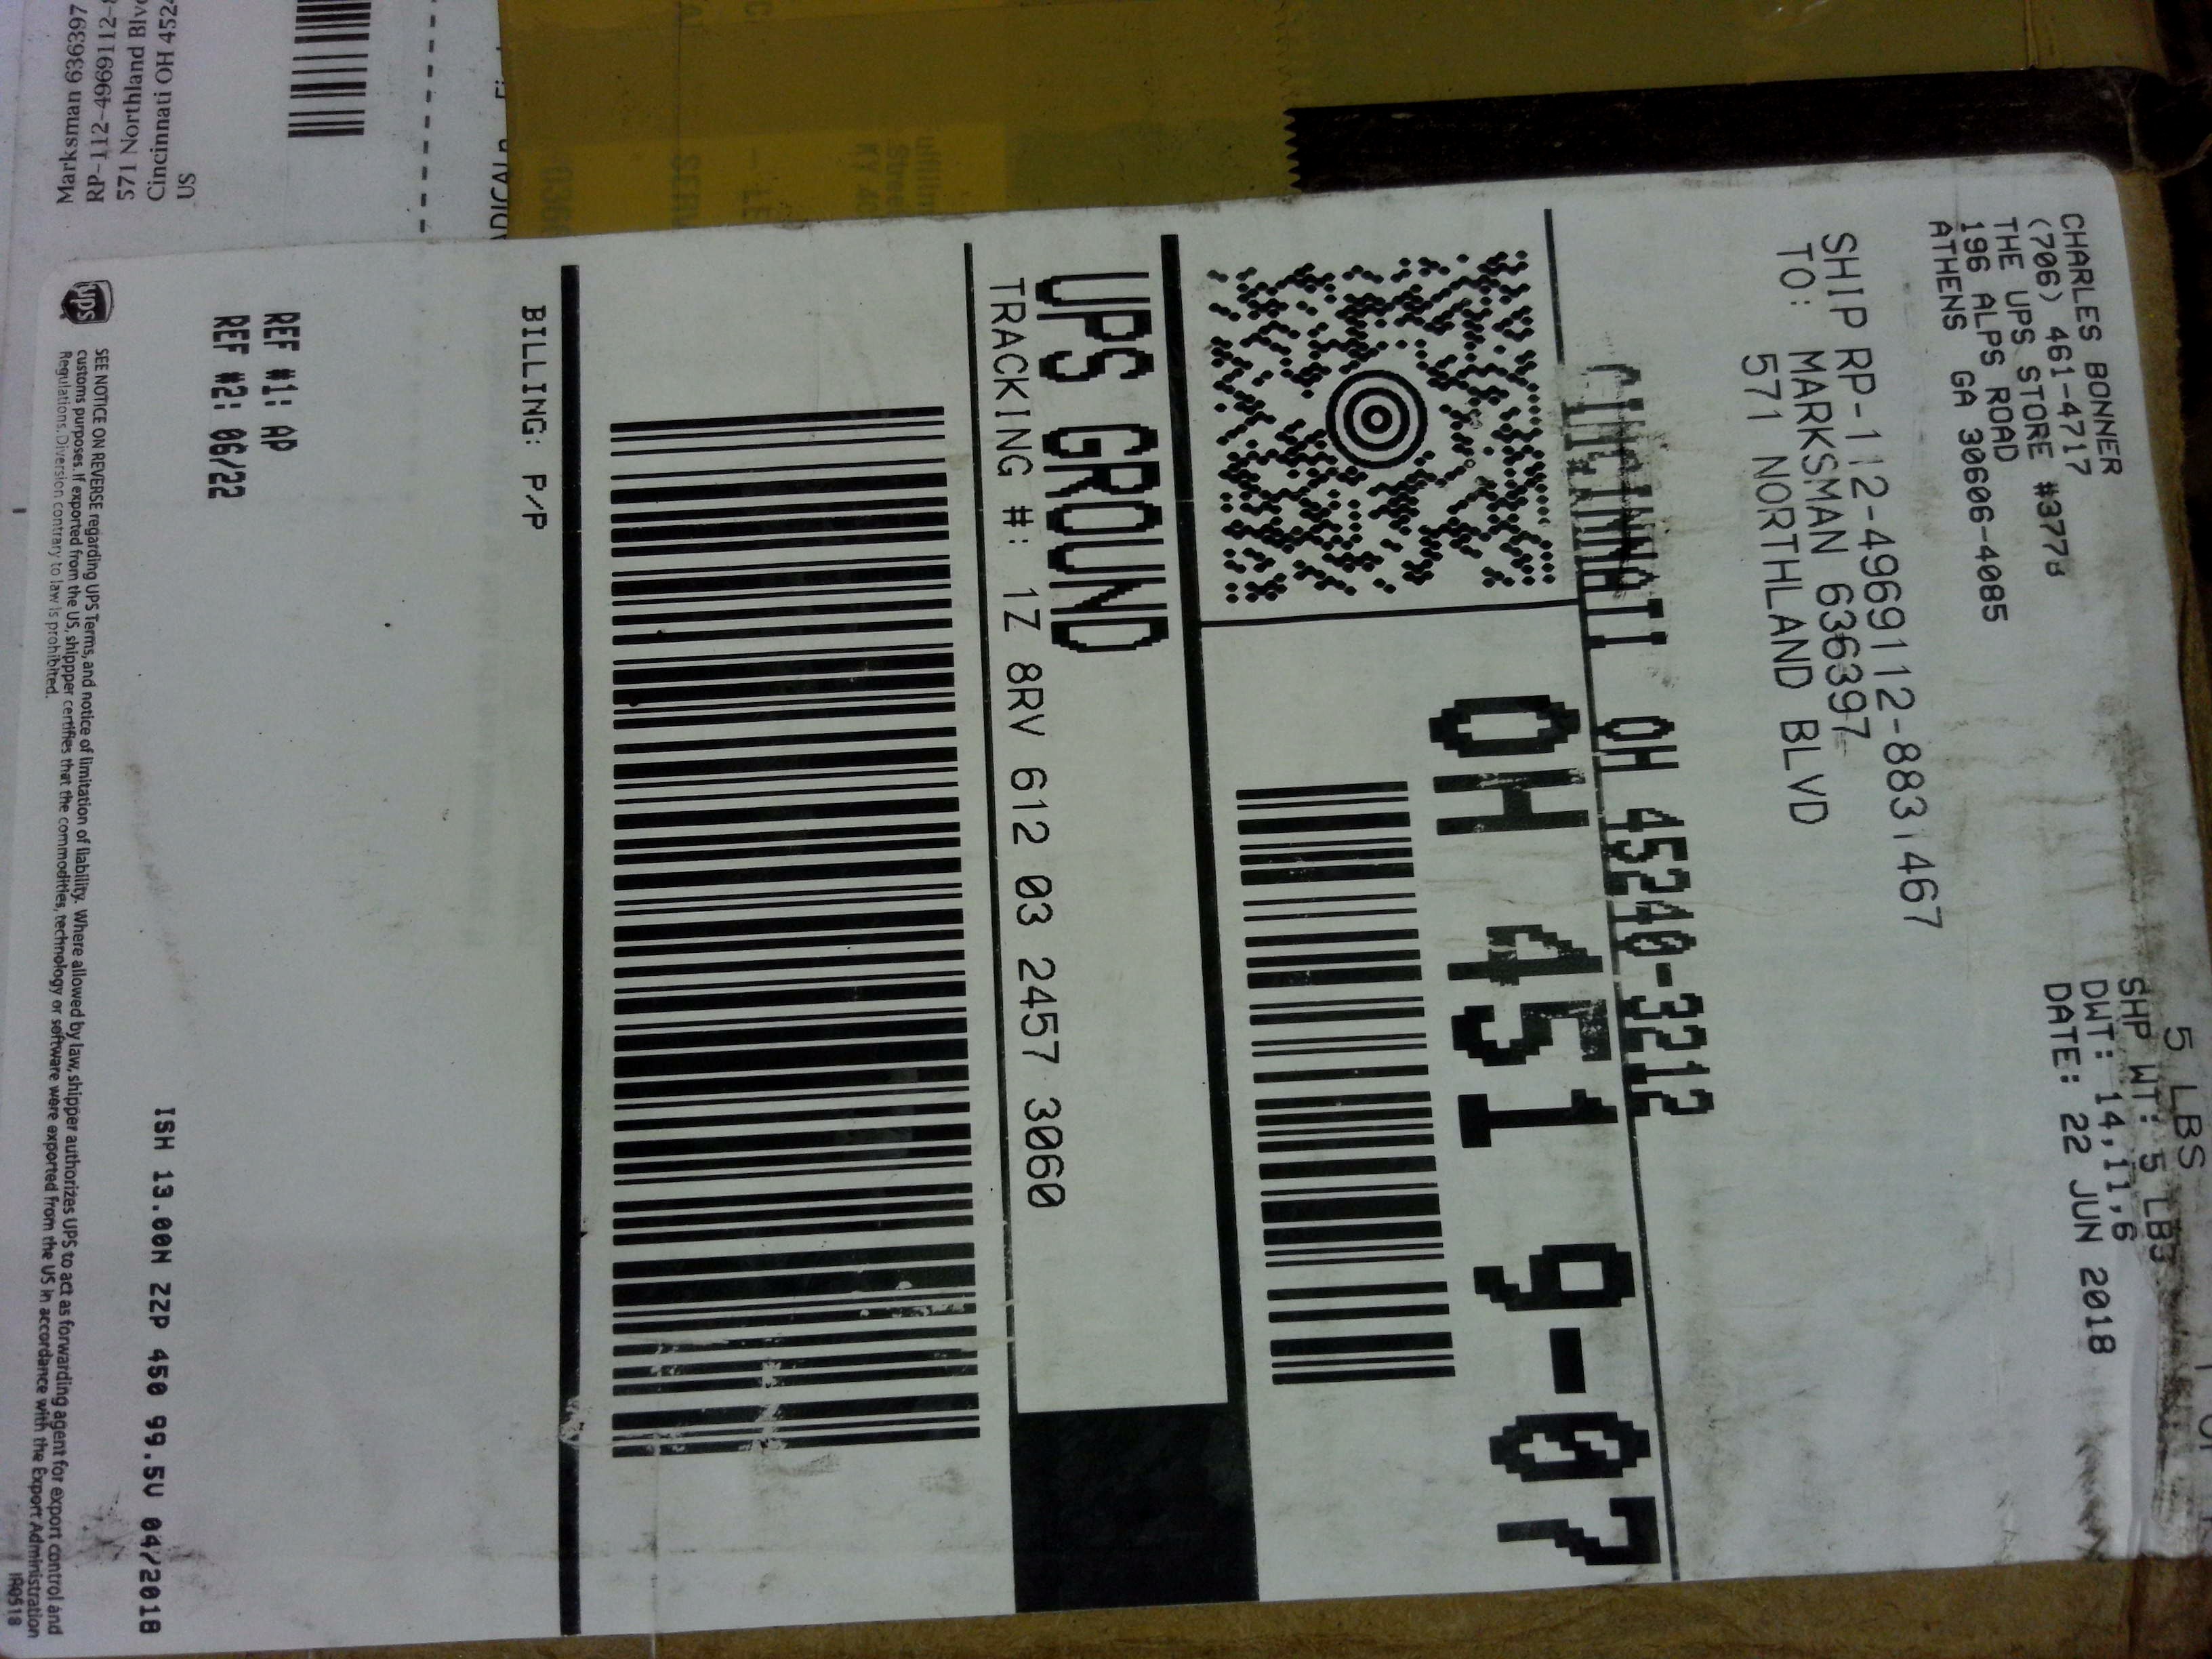 CHARLES BONNER
(706) 461-4717
THE UPS STORE
196 ALPS ROAD
ATHENS GA 30606-4085
5 LBS
SHP WT: 5 LBS
DWT: 14,11,6
DATE: 22 JUN 2018
SHIP RP-112-4969112-8831467
TO: MARKSMAN 636397
571 NORTHLAND BLVD
CINCINNATI OH 45240-3212
OH 451 9-07
UPS GROUND
TRACKING #: 1Z 8RV 612 03 2457 3060
BILLING: P/P
REF #1: AP
REF #2: 06/22
ISH 13.00N ZZP 450 99.5V 04/2018
ups
SEE NOTICE ON REVERSE regarding UPS Terms, and notice of limitation of liability. Where allowed by law, shipper authorizes UPS to act as forwarding agent for export control and
customs purposes. If exported from the US, shipper certifies that the commodities, technology or software were exported from the US in accordance with the Export Administration
Regulations. Diversion contrary to law is prohibited.
Marksman 636397
RP-112-4969112-
571 Northland
Cincinnati OH
US